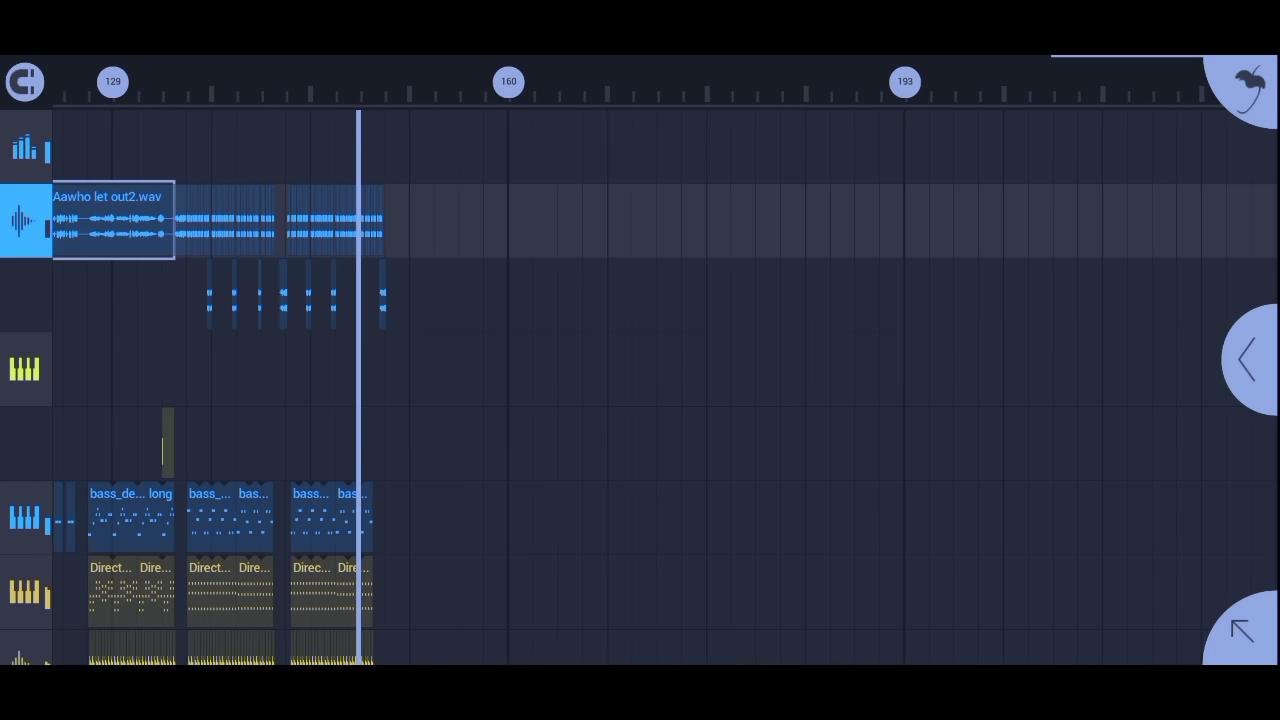 129 160 193
Aawho let out2.wav
bass_de... long bass_... bas... bass... bas...
Direct... Dire... Direct... Dire... Direc... Dire...